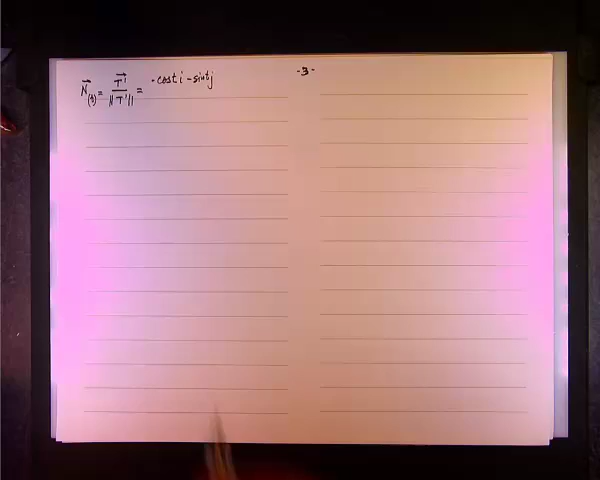 N⃗(t) = T⃗' / ||T'|| = -cost i - sint j
-3-